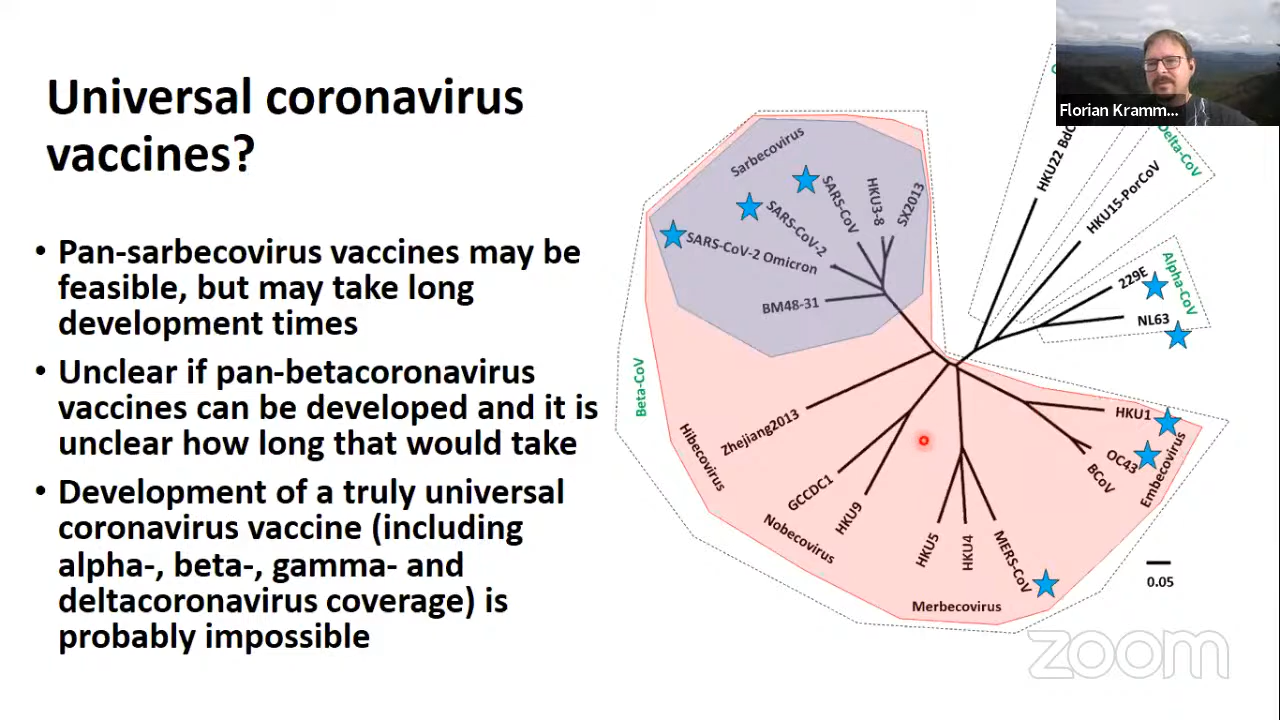 Universal coronavirus
vaccines?
• Pan-sarbecovirus vaccines may be
feasible, but may take long
development times
• Unclear if pan-betacoronavirus
vaccines can be developed and it is
unclear how long that would take
• Development of a truly universal
coronavirus vaccine (including
alpha-, beta-, gamma- and
deltacoronavirus coverage) is
probably impossible
Florian Kramm...
Sarbecovirus
SARS-CoV
HKU3-8
SX2013
SARS-CoV-2
SARS-CoV-2 Omicron
BM48-31
HKU22
HKU15-PorCoV
Delta-CoV
229E
NL63
Alpha-CoV
Beta-CoV
Zhejiang2013
Hibecovirus
GCCDC1
HKU9
Nobecovirus
HKU5
HKU4
MERS-CoV
Merbecovirus
HKU1
OC43
BCoV
Embecovirus
0.05
zoom